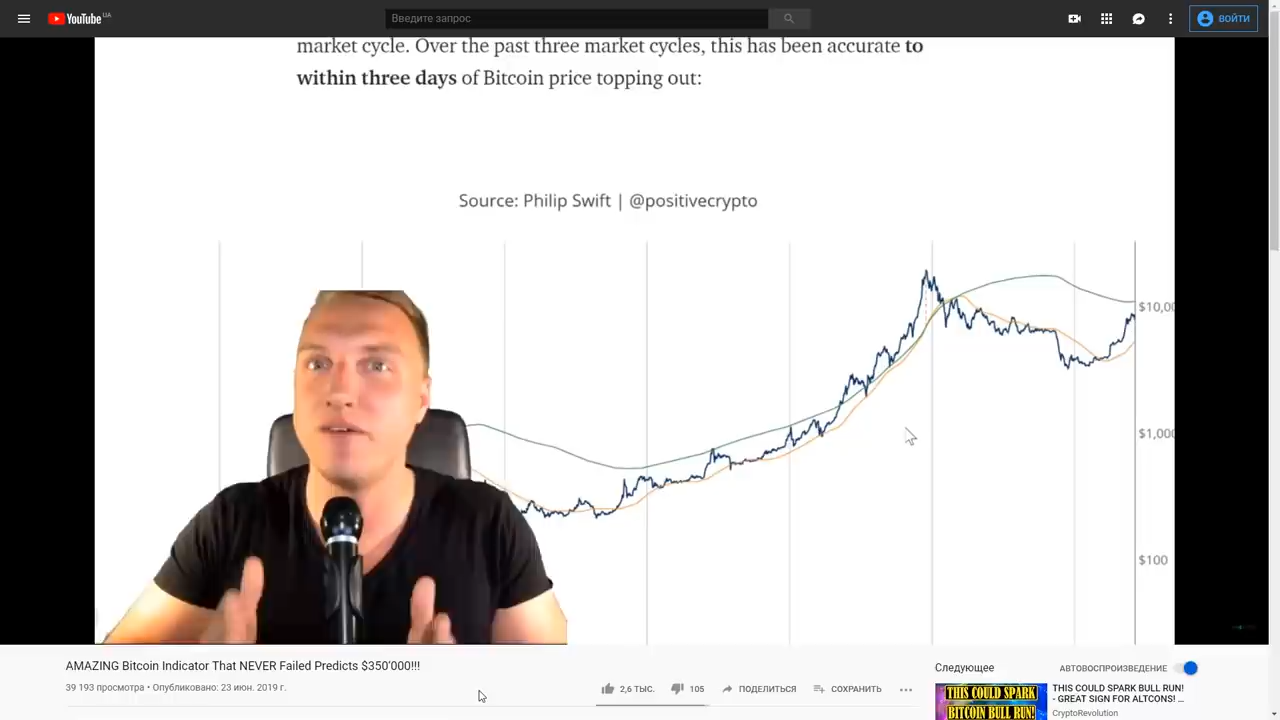 YouTube UA
Введите запрос
ВОЙТИ
market cycle. Over the past three market cycles, this has been accurate to
within three days of Bitcoin price topping out:
Source: Philip Swift | @positivecrypto
$10,00
$1,000
$100
AMAZING Bitcoin Indicator That NEVER Failed Predicts $350'000!!!
39 193 просмотра • Опубликовано: 23 июн. 2019 г.
2,6 ТЫС.
105
ПОДЕЛИТЬСЯ
СОХРАНИТЬ
Следующее
АВТОВОСПРОИЗВЕДЕНИЕ
THIS COULD SPARK
BITCOIN BULL RUN!
THIS COULD SPARK BULL RUN!
- GREAT SIGN FOR ALTCONS! ...
CryptoRevolution